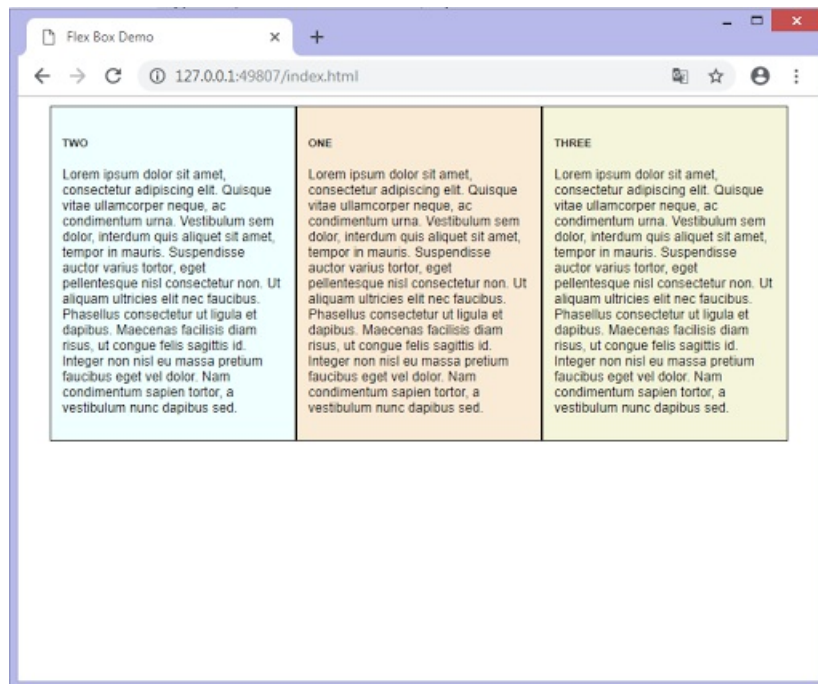 Flex Box Demo
127.0.0.1:49807/index.html
TWO
Lorem ipsum dolor sit amet,
consectetur adipiscing elit. Quisque
vitae ullamcorper neque, ac
condimentum urna. Vestibulum sem
dolor, interdum quis aliquet sit amet,
tempor in mauris. Suspendisse
auctor varius tortor, eget
pellentesque nisl consectetur non. Ut
aliquam ultricies elit nec faucibus.
Phasellus consectetur ut ligula et
dapibus. Maecenas facilisis diam
risus, ut congue felis sagittis id.
Integer non nisl eu massa pretium
faucibus eget vel dolor. Nam
condimentum sapien tortor, a
vestibulum nunc dapibus sed.
ONE
Lorem ipsum dolor sit amet,
consectetur adipiscing elit. Quisque
vitae ullamcorper neque, ac
condimentum urna. Vestibulum sem
dolor, interdum quis aliquet sit amet,
tempor in mauris. Suspendisse
auctor varius tortor, eget
pellentesque nisl consectetur non. Ut
aliquam ultricies elit nec faucibus.
Phasellus consectetur ut ligula et
dapibus. Maecenas facilisis diam
risus, ut congue felis sagittis id.
Integer non nisl eu massa pretium
faucibus eget vel dolor. Nam
condimentum sapien tortor, a
vestibulum nunc dapibus sed.
THREE
Lorem ipsum dolor sit amet,
consectetur adipiscing elit. Quisque
vitae ullamcorper neque, ac
condimentum urna. Vestibulum sem
dolor, interdum quis aliquet sit amet,
tempor in mauris. Suspendisse
auctor varius tortor, eget
pellentesque nisl consectetur non. Ut
aliquam ultricies elit nec faucibus.
Phasellus consectetur ut ligula et
dapibus. Maecenas facilisis diam
risus, ut congue felis sagittis id.
Integer non nisl eu massa pretium
faucibus eget vel dolor. Nam
condimentum sapien tortor, a
vestibulum nunc dapibus sed.